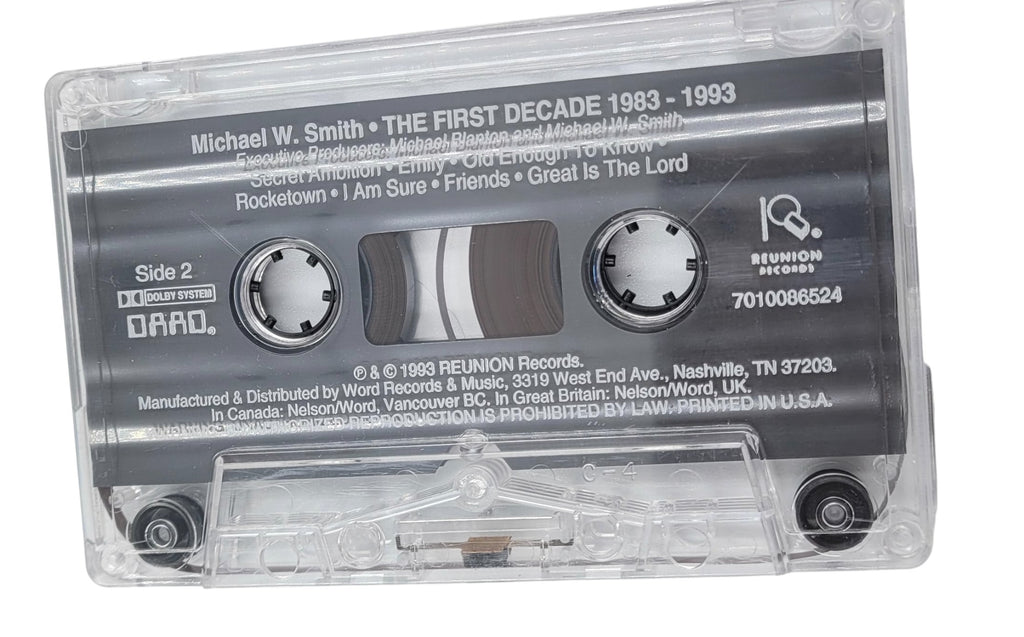 Michael W. Smith • THE FIRST DECADE 1983 - 1993
Executive Producers: Michael Blanton and Michael W. Smith
Secret Ambition • Emily • Old Enough To Know •
Rocketown • I Am Sure • Friends • Great Is The Lord
Side 2
DOLBY SYSTEM
REUNION
RECORDS
7010086524
℗ & © 1993 REUNION Records.
Manufactured & Distributed by Word Records & Music, 3319 West End Ave., Nashville, TN 37203.
In Canada: Nelson/Word, Vancouver BC. In Great Britain: Nelson/Word, UK.
WARNING: UNAUTHORIZED REPRODUCTION IS PROHIBITED BY LAW. PRINTED IN U.S.A.
C-4